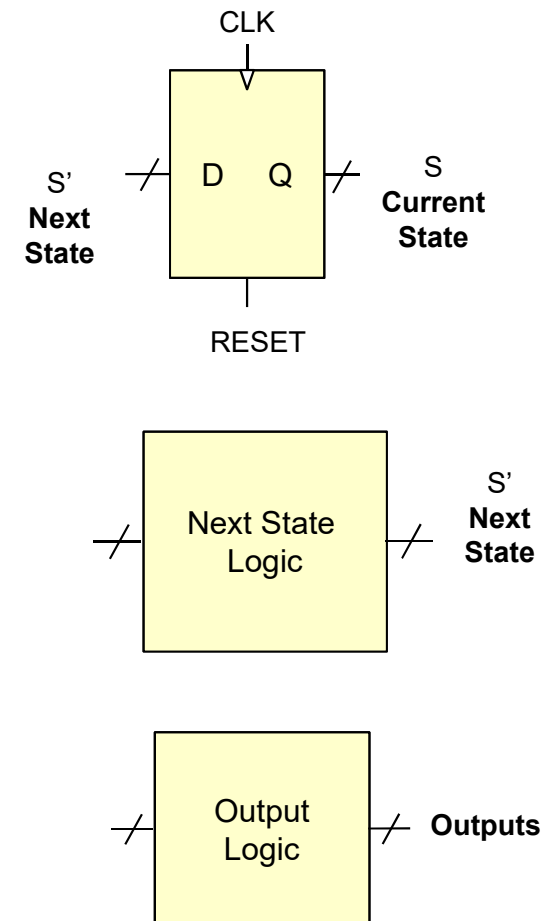 CLK
S’
Next
State
D Q
S
Current
State
RESET
Next State
Logic
S’
Next
State
Output
Logic
Outputs